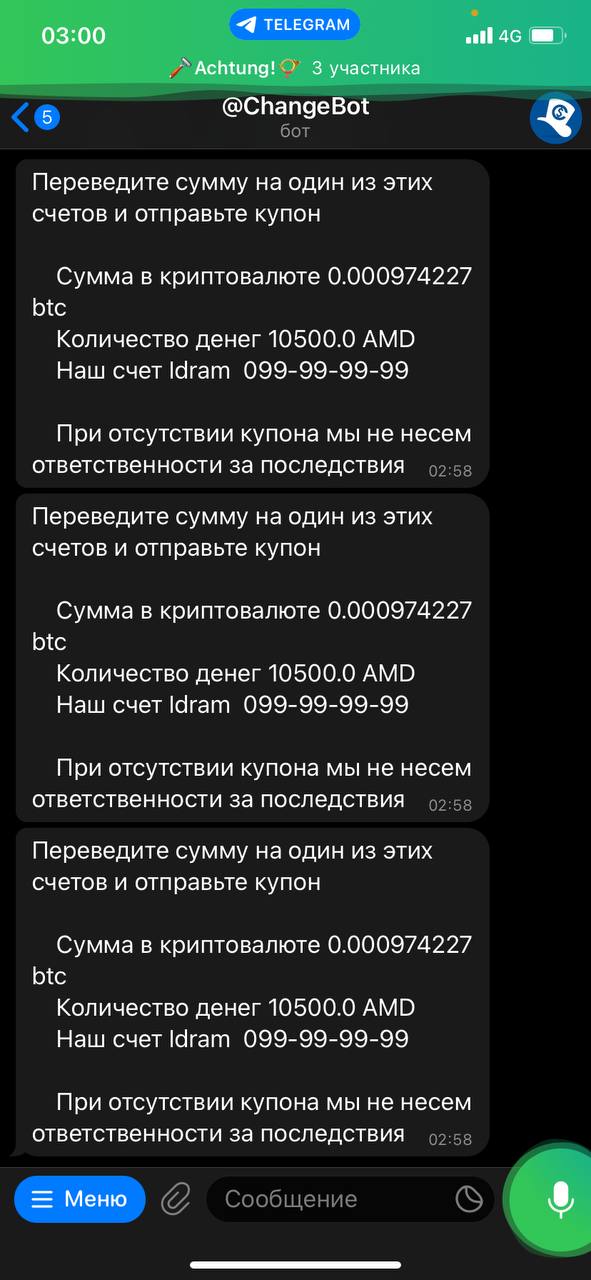 03:00
TELEGRAM
4G
Achtung! 3 участника
5
@ChangeBot
бот
Переведите сумму на один из этих
счетов и отправьте купон
Сумма в криптовалюте 0.000974227
btc
Количество денег 10500.0 AMD
Наш счет Idram 099-99-99-99
При отсутствии купона мы не несем
ответственности за последствия 02:58
Переведите сумму на один из этих
счетов и отправьте купон
Сумма в криптовалюте 0.000974227
btc
Количество денег 10500.0 AMD
Наш счет Idram 099-99-99-99
При отсутствии купона мы не несем
ответственности за последствия 02:58
Переведите сумму на один из этих
счетов и отправьте купон
Сумма в криптовалюте 0.000974227
btc
Количество денег 10500.0 AMD
Наш счет Idram 099-99-99-99
При отсутствии купона мы не несем
ответственности за последствия 02:58
Меню
Сообщение